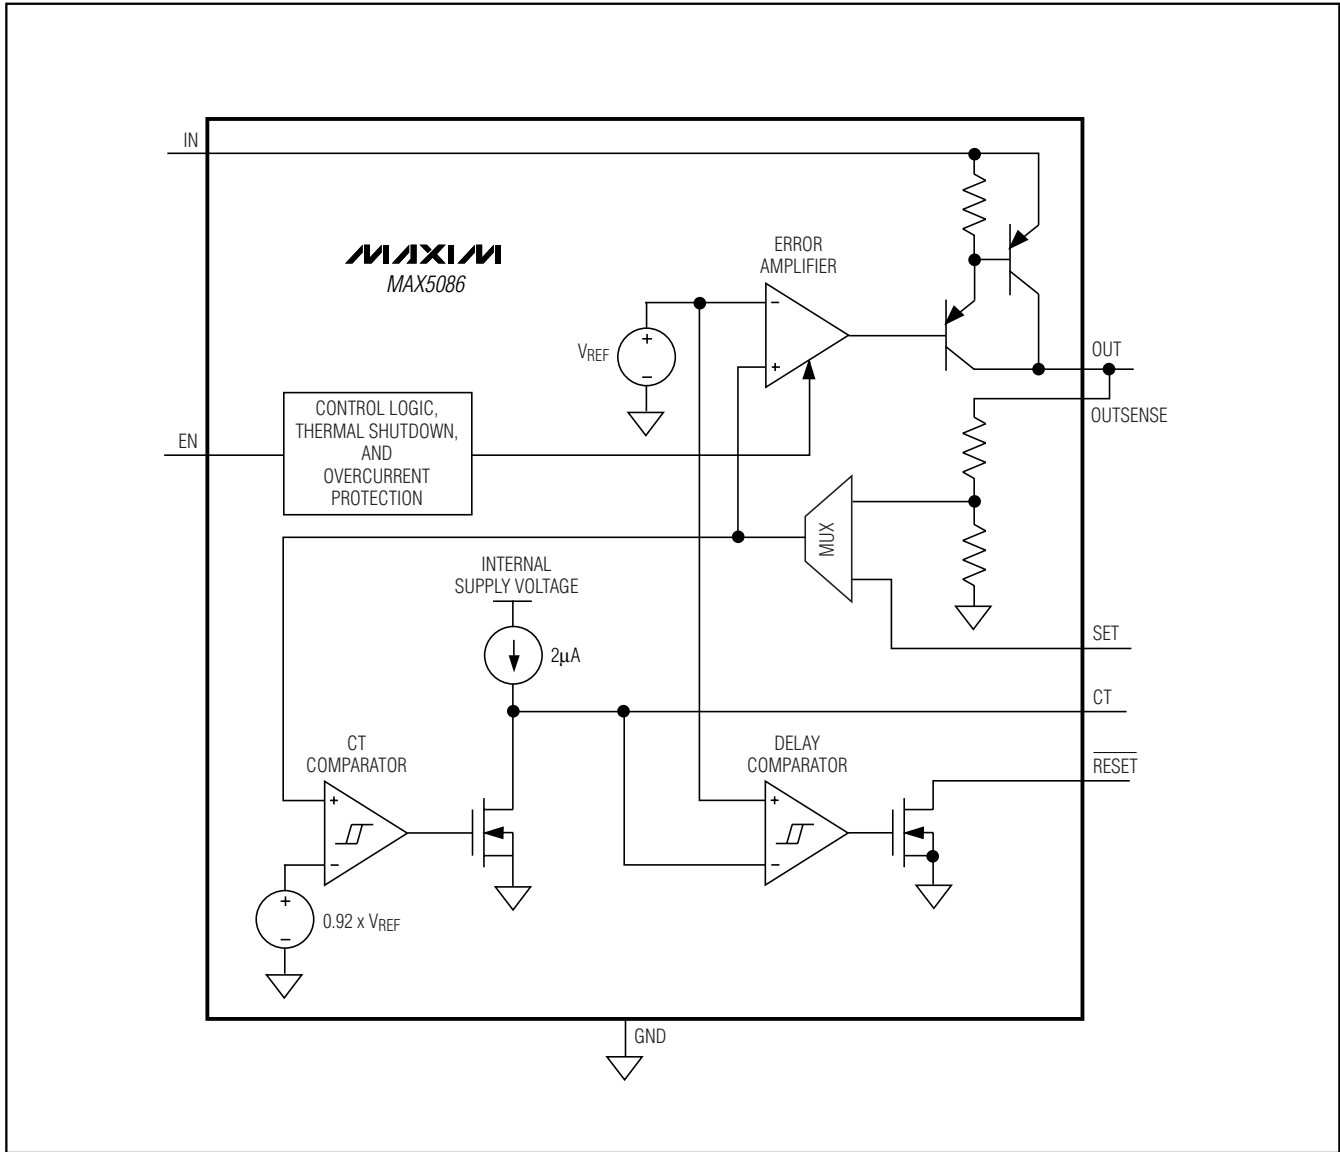 IN
MAXIM
MAX5086
ERROR
AMPLIFIER
−
+
+
−
VREF
OUT
OUTSENSE
EN
CONTROL LOGIC,
THERMAL SHUTDOWN,
AND
OVERCURRENT
PROTECTION
MUX
INTERNAL
SUPPLY VOLTAGE
2µA
SET
CT
CT
COMPARATOR
DELAY
COMPARATOR
RESET
+
−
+
−
+
−
0.92 x VREF
GND